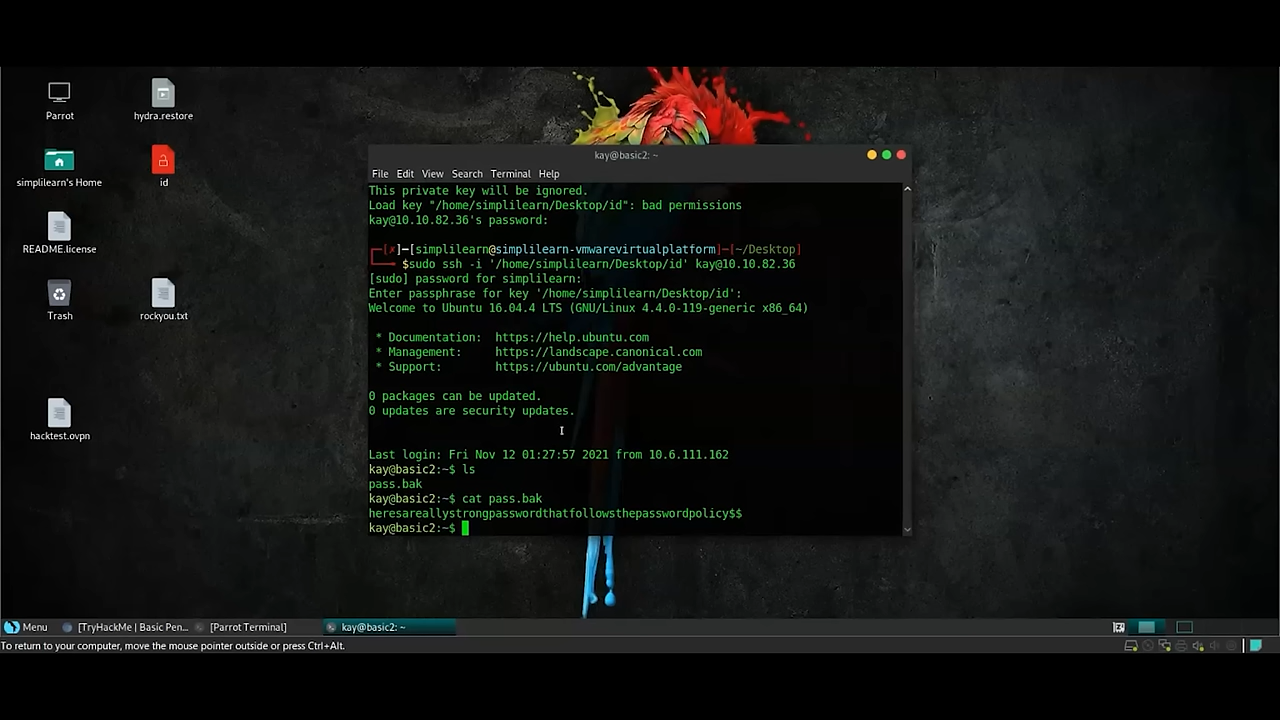 Parrot
hydra.restore
simplilearn's Home
id
README.license
Trash
rockyou.txt
hacktest.ovpn
kay@basic2: ~
File Edit View Search Terminal Help
This private key will be ignored.
Load key "/home/simplilearn/Desktop/id": bad permissions
kay@10.10.82.36's password:
┌─[✗]─[simplilearn@simplilearn-vmwarevirtualplatform]─[~/Desktop]
└──╼ $sudo ssh -i '/home/simplilearn/Desktop/id' kay@10.10.82.36
[sudo] password for simplilearn:
Enter passphrase for key '/home/simplilearn/Desktop/id':
Welcome to Ubuntu 16.04.4 LTS (GNU/Linux 4.4.0-119-generic x86_64)
* Documentation:  https://help.ubuntu.com
* Management:     https://landscape.canonical.com
* Support:        https://ubuntu.com/advantage
0 packages can be updated.
0 updates are security updates.
Last login: Fri Nov 12 01:27:57 2021 from 10.6.111.162
kay@basic2:~$ ls
pass.bak
kay@basic2:~$ cat pass.bak
heresareallystrongpasswordthatfollowsthepasswordpolicy$$
kay@basic2:~$
Menu [TryHackMe | Basic Pen... [Parrot Terminal] kay@basic2: ~
To return to your computer, move the mouse pointer outside or press Ctrl+Alt.